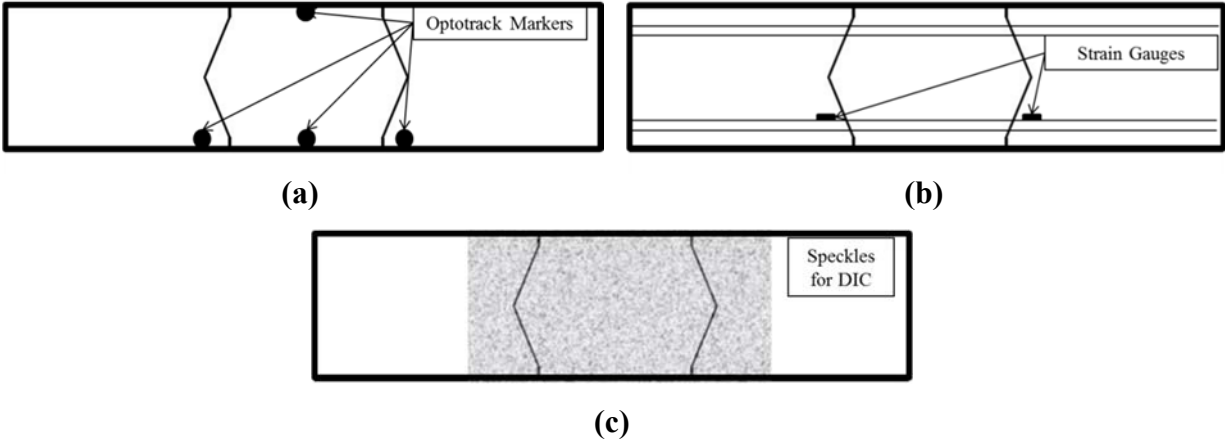 Optotrack Markers
Strain Gauges
(a)
(b)
Speckles
for DIC
(c)